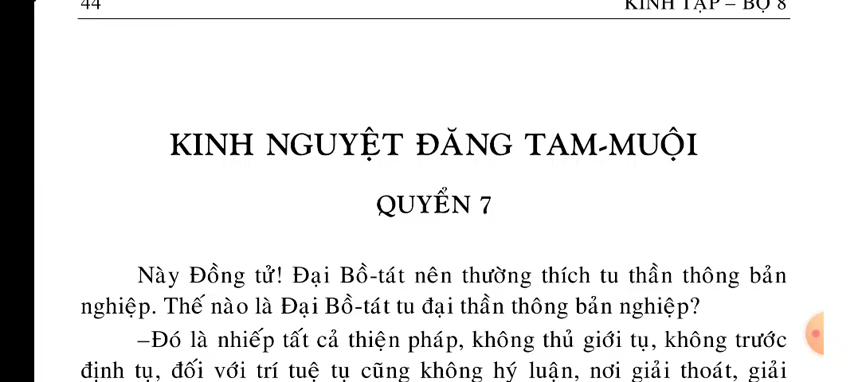 44 KINH TẬP – BỘ 8
KINH NGUYỆT ĐĂNG TAM-MUỘI
QUYỂN 7
Này Đồng tử! Đại Bồ-tát nên thường thích tu thần thông bản
nghiệp. Thế nào là Đại Bồ-tát tu đại thần thông bản nghiệp?
–Đó là nhiếp tất cả thiện pháp, không thủ giới tụ, không trước
định tụ, đối với trí tuệ tụ cũng không hý luận, nơi giải thoát, giải